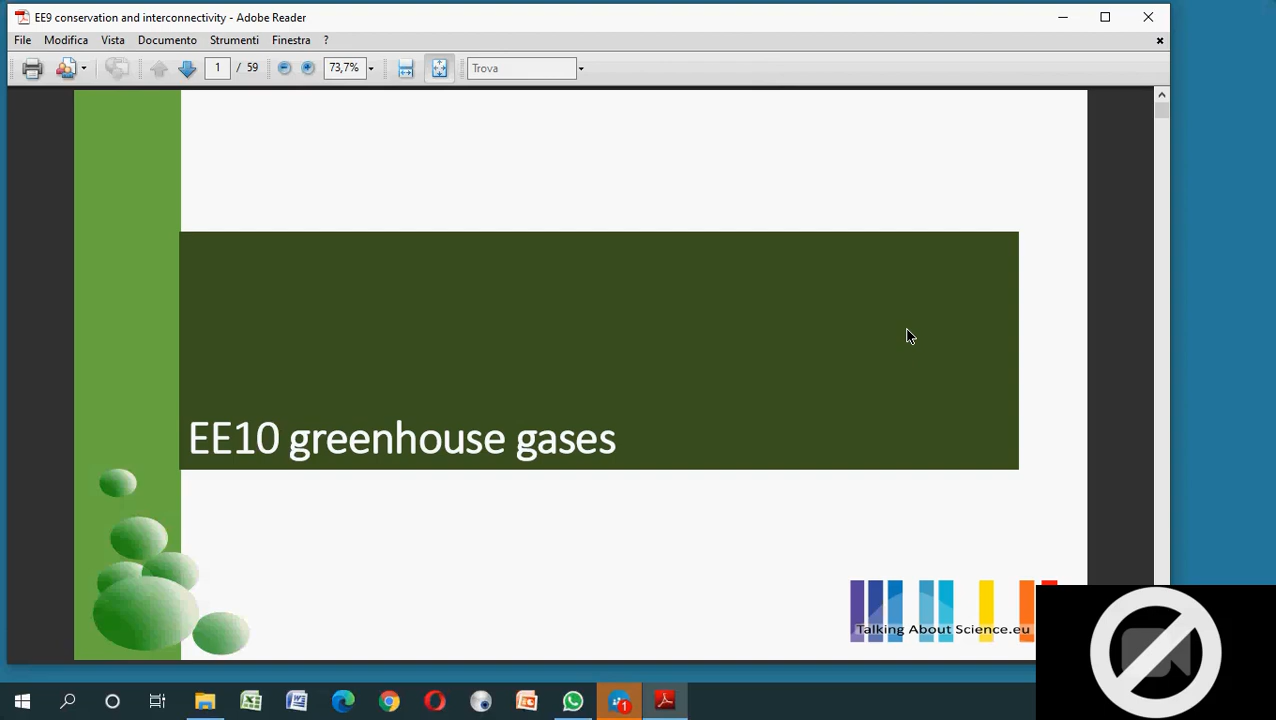 EE9 conservation and interconnectivity - Adobe Reader
File Modifica Vista Documento Strumenti Finestra ?
1 / 59 73,7% Trova
EE10 greenhouse gases
Talking About Science.eu
1